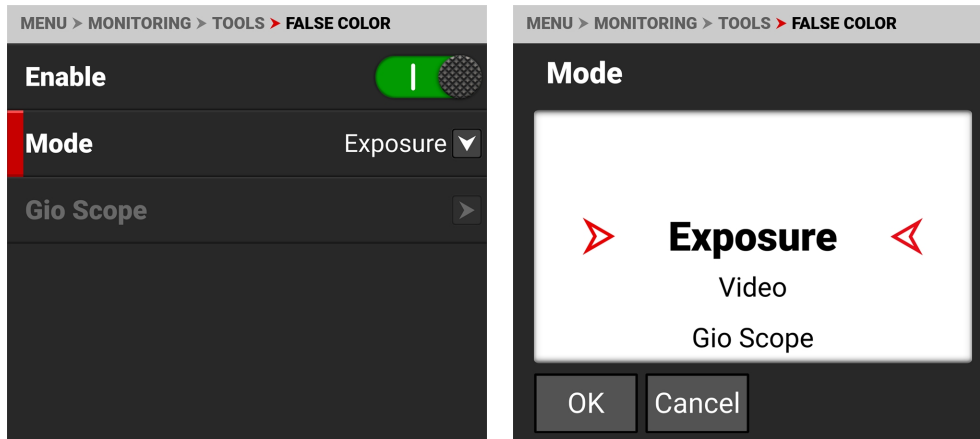 MENU > MONITORING > TOOLS > FALSE COLOR
Enable
Mode Exposure
Gio Scope
MENU > MONITORING > TOOLS > FALSE COLOR
Mode
Exposure
Video
Gio Scope
OK Cancel